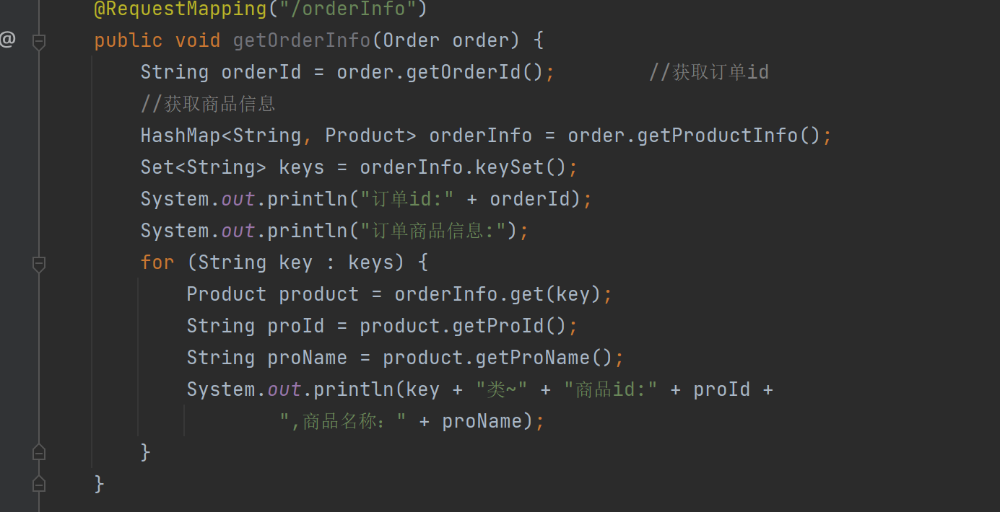 @RequestMapping("/orderInfo")
@
public void getOrderInfo(Order order) {
String orderId = order.getOrderId(); //获取订单id
//获取商品信息
HashMap<String, Product> orderInfo = order.getProductInfo();
Set<String> keys = orderInfo.keySet();
System.out.println("订单id:" + orderId);
System.out.println("订单商品信息:");
for (String key : keys) {
Product product = orderInfo.get(key);
String proId = product.getProId();
String proName = product.getProName();
System.out.println(key + "类~" + "商品id:" + proId +
",商品名称：" + proName);
}
}